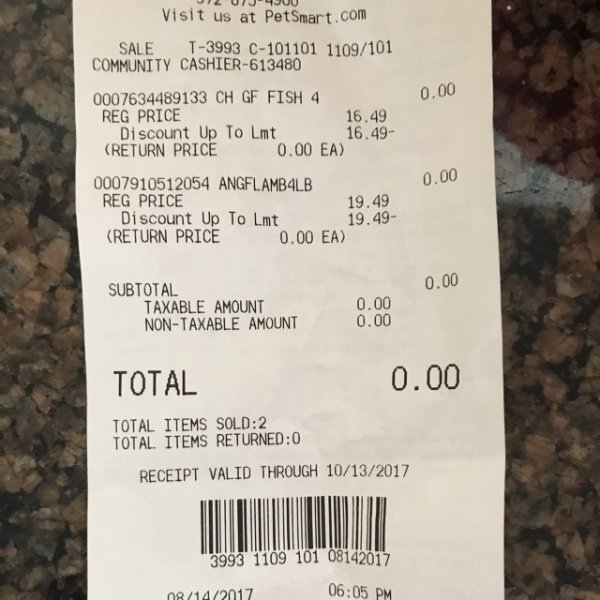 Visit us at PetSmart.com
SALE T-3993 C-101101 1109/101
COMMUNITY CASHIER-613480
0007634489133 CH GF FISH 4 0.00
REG PRICE 16.49
Discount Up To Lmt 16.49-
(RETURN PRICE 0.00 EA)
0007910512054 ANGFLAMB4LB 0.00
REG PRICE 19.49
Discount Up To Lmt 19.49-
(RETURN PRICE 0.00 EA)
SUBTOTAL 0.00
TAXABLE AMOUNT 0.00
NON-TAXABLE AMOUNT 0.00
TOTAL 0.00
TOTAL ITEMS SOLD:2
TOTAL ITEMS RETURNED:0
RECEIPT VALID THROUGH 10/13/2017
3993 1109 101 08142017
08/14/2017 06:05 PM